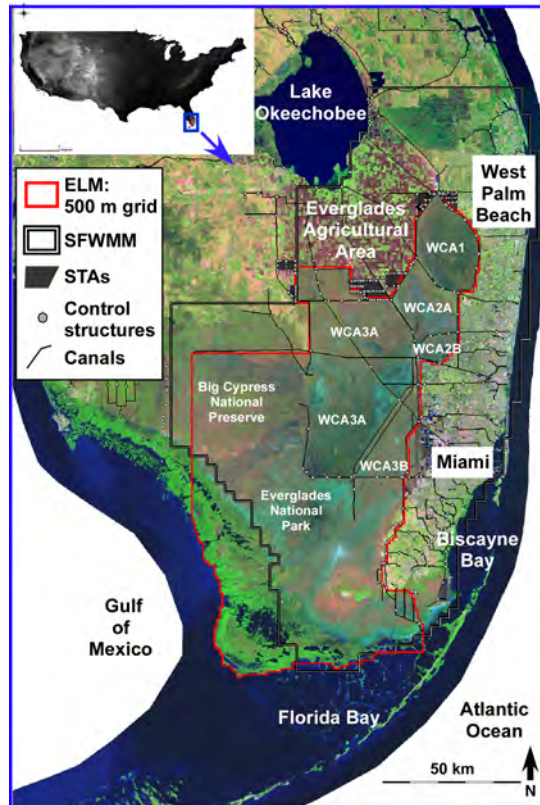 Lake
Okeechobee
West
Palm
Beach
ELM:
500 m grid
SFWMM
STAs
Control
structures
Canals
Everglades
Agricultural
Area
WCA1
WCA2A
WCA3A
WCA2B
Big Cypress
National
Preserve
WCA3A
WCA3B
Miami
Everglades
National
Park
Biscayne
Bay
Gulf
of
Mexico
Florida Bay
Atlantic
Ocean
50 km
N